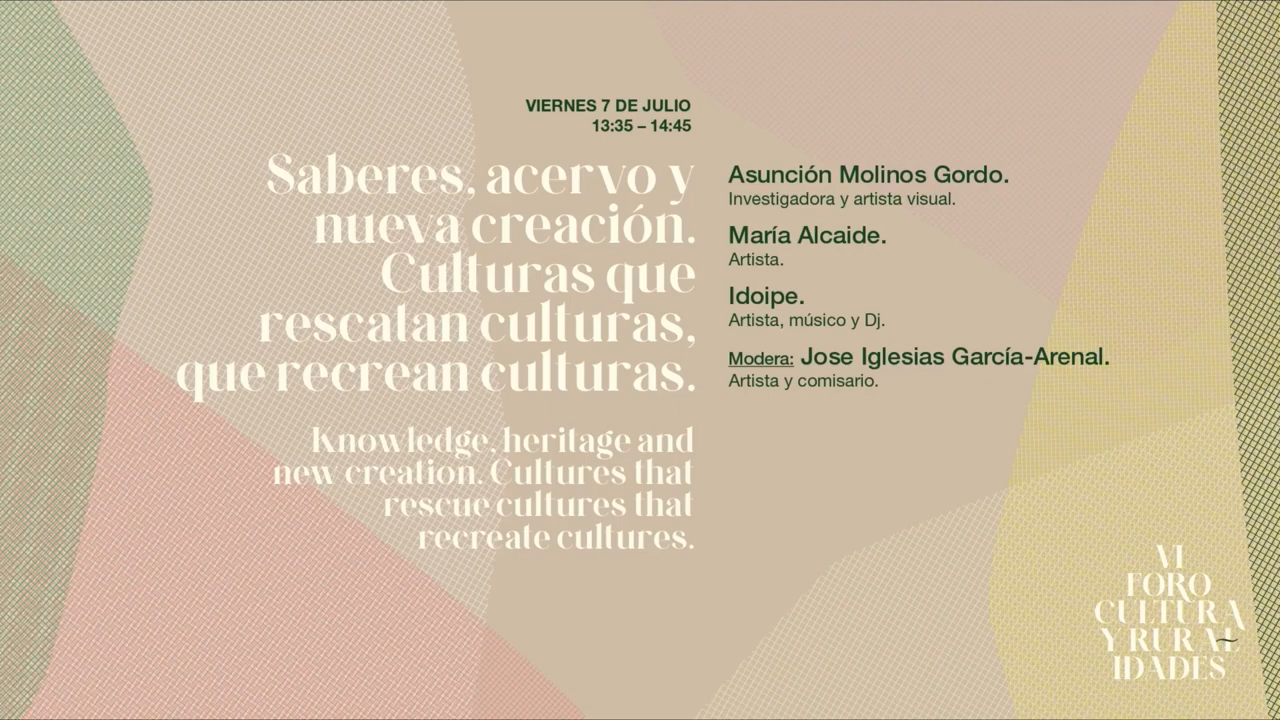 VIERNES 7 DE JULIO
13:35 – 14:45
Saberes, acervo y
nueva creación.
Culturas que
rescatan culturas,
que recrean culturas.
Knowledge, heritage and
new creation. Cultures that
rescue cultures that
recreate cultures.
Asunción Molinos Gordo.
Investigadora y artista visual.
María Alcaide.
Artista.
Idoipe.
Artista, músico y Dj.
Modera: Jose Iglesias García-Arenal.
Artista y comisario.
VI
FORO
CULTURA
Y RURAL
IDADES